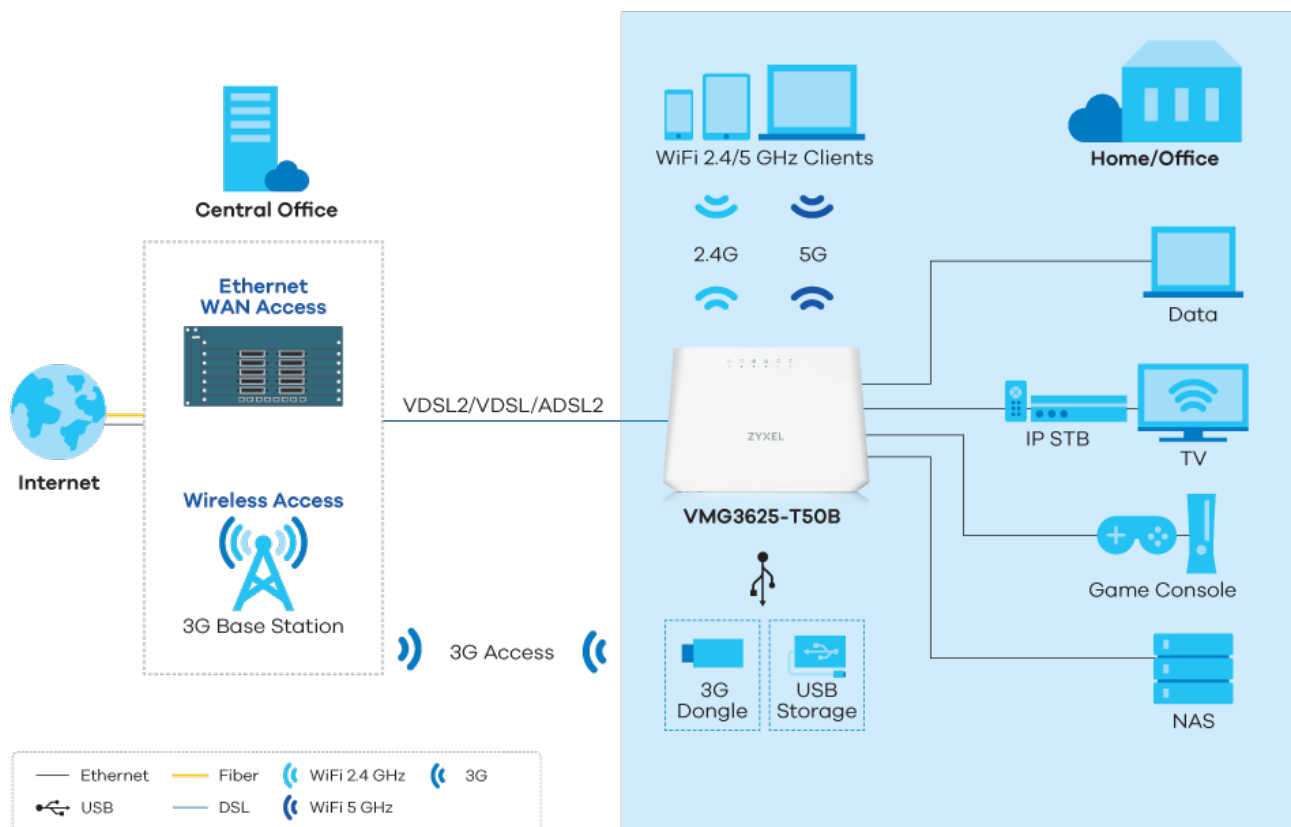 Central Office
Ethernet
WAN Access
Internet
Wireless Access
3G Base Station
VDSL2/VDSL/ADSL2
3G Access
WiFi 2.4/5 GHz Clients
2.4G
5G
Home/Office
ZYXEL
VMG3625-T50B
Data
IP STB
TV
Game Console
NAS
3G
Dongle
USB
Storage
Ethernet
Fiber
WiFi 2.4 GHz
3G
USB
DSL
WiFi 5 GHz